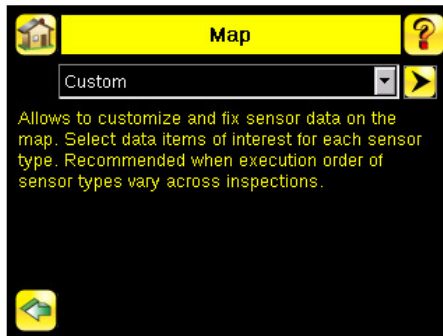 Map
Custom
Allows to customize and fix sensor data on the
map. Select data items of interest for each sensor
type. Recommended when execution order of
sensor types vary across inspections.